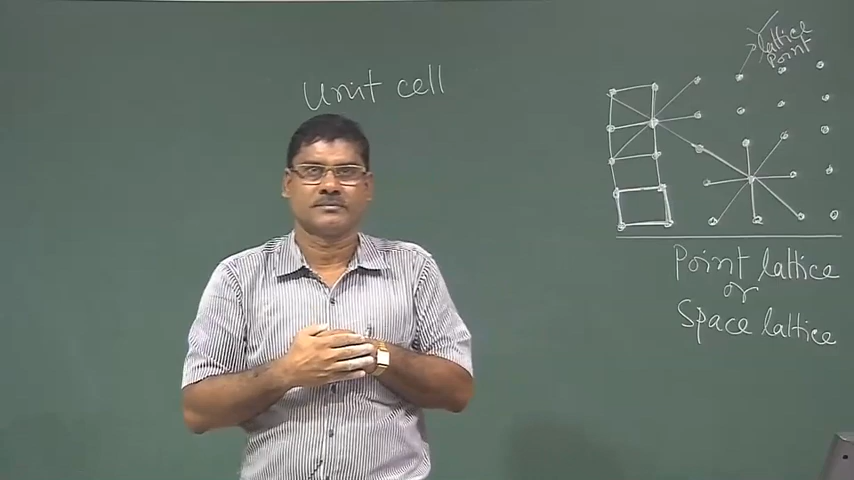 Unit cell
lattice
point
Point lattice
or
Space lattice